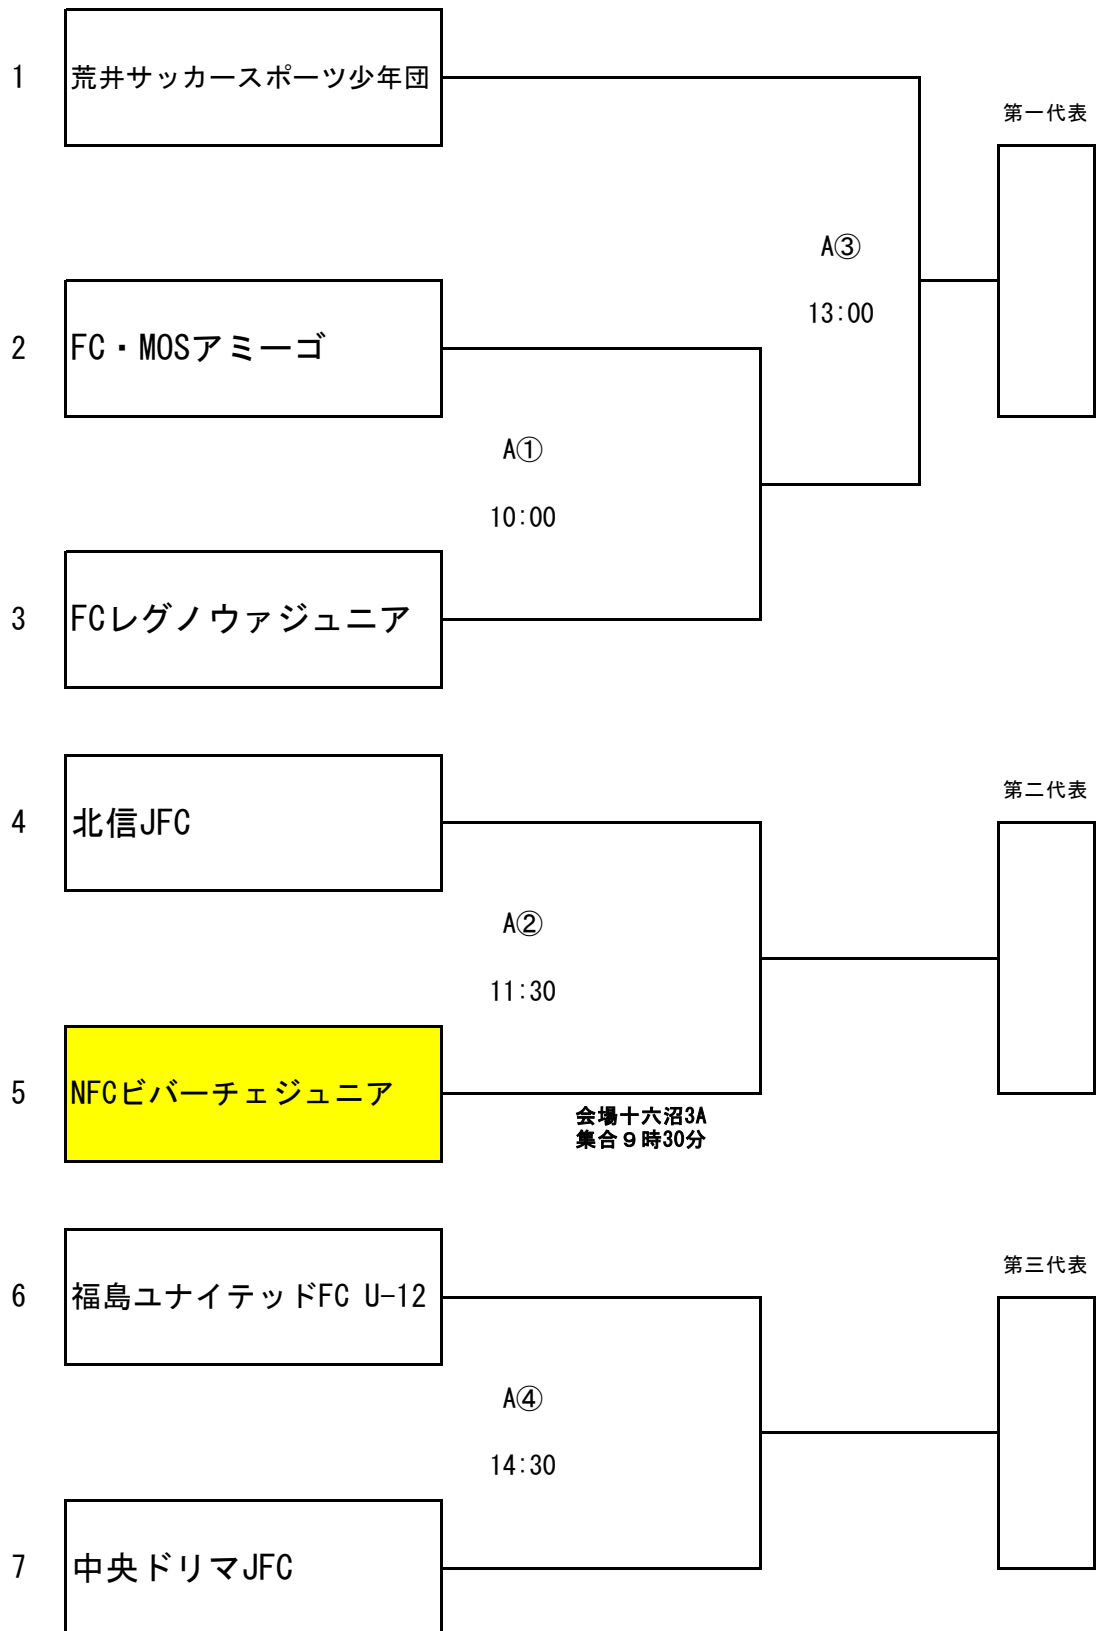 1
荒井サッカースポーツ少年団
第一代表
A③
13:00
2
FC・MOSアミーゴ
A①
10:00
3
FCレグノウァジュニア
4
北信JFC
第二代表
A②
11:30
5
NFCビバーチェジュニア
会場十六沼3A
集合９時30分
6
福島ユナイテッドFC U-12
第三代表
A④
14:30
7
中央ドリマJFC